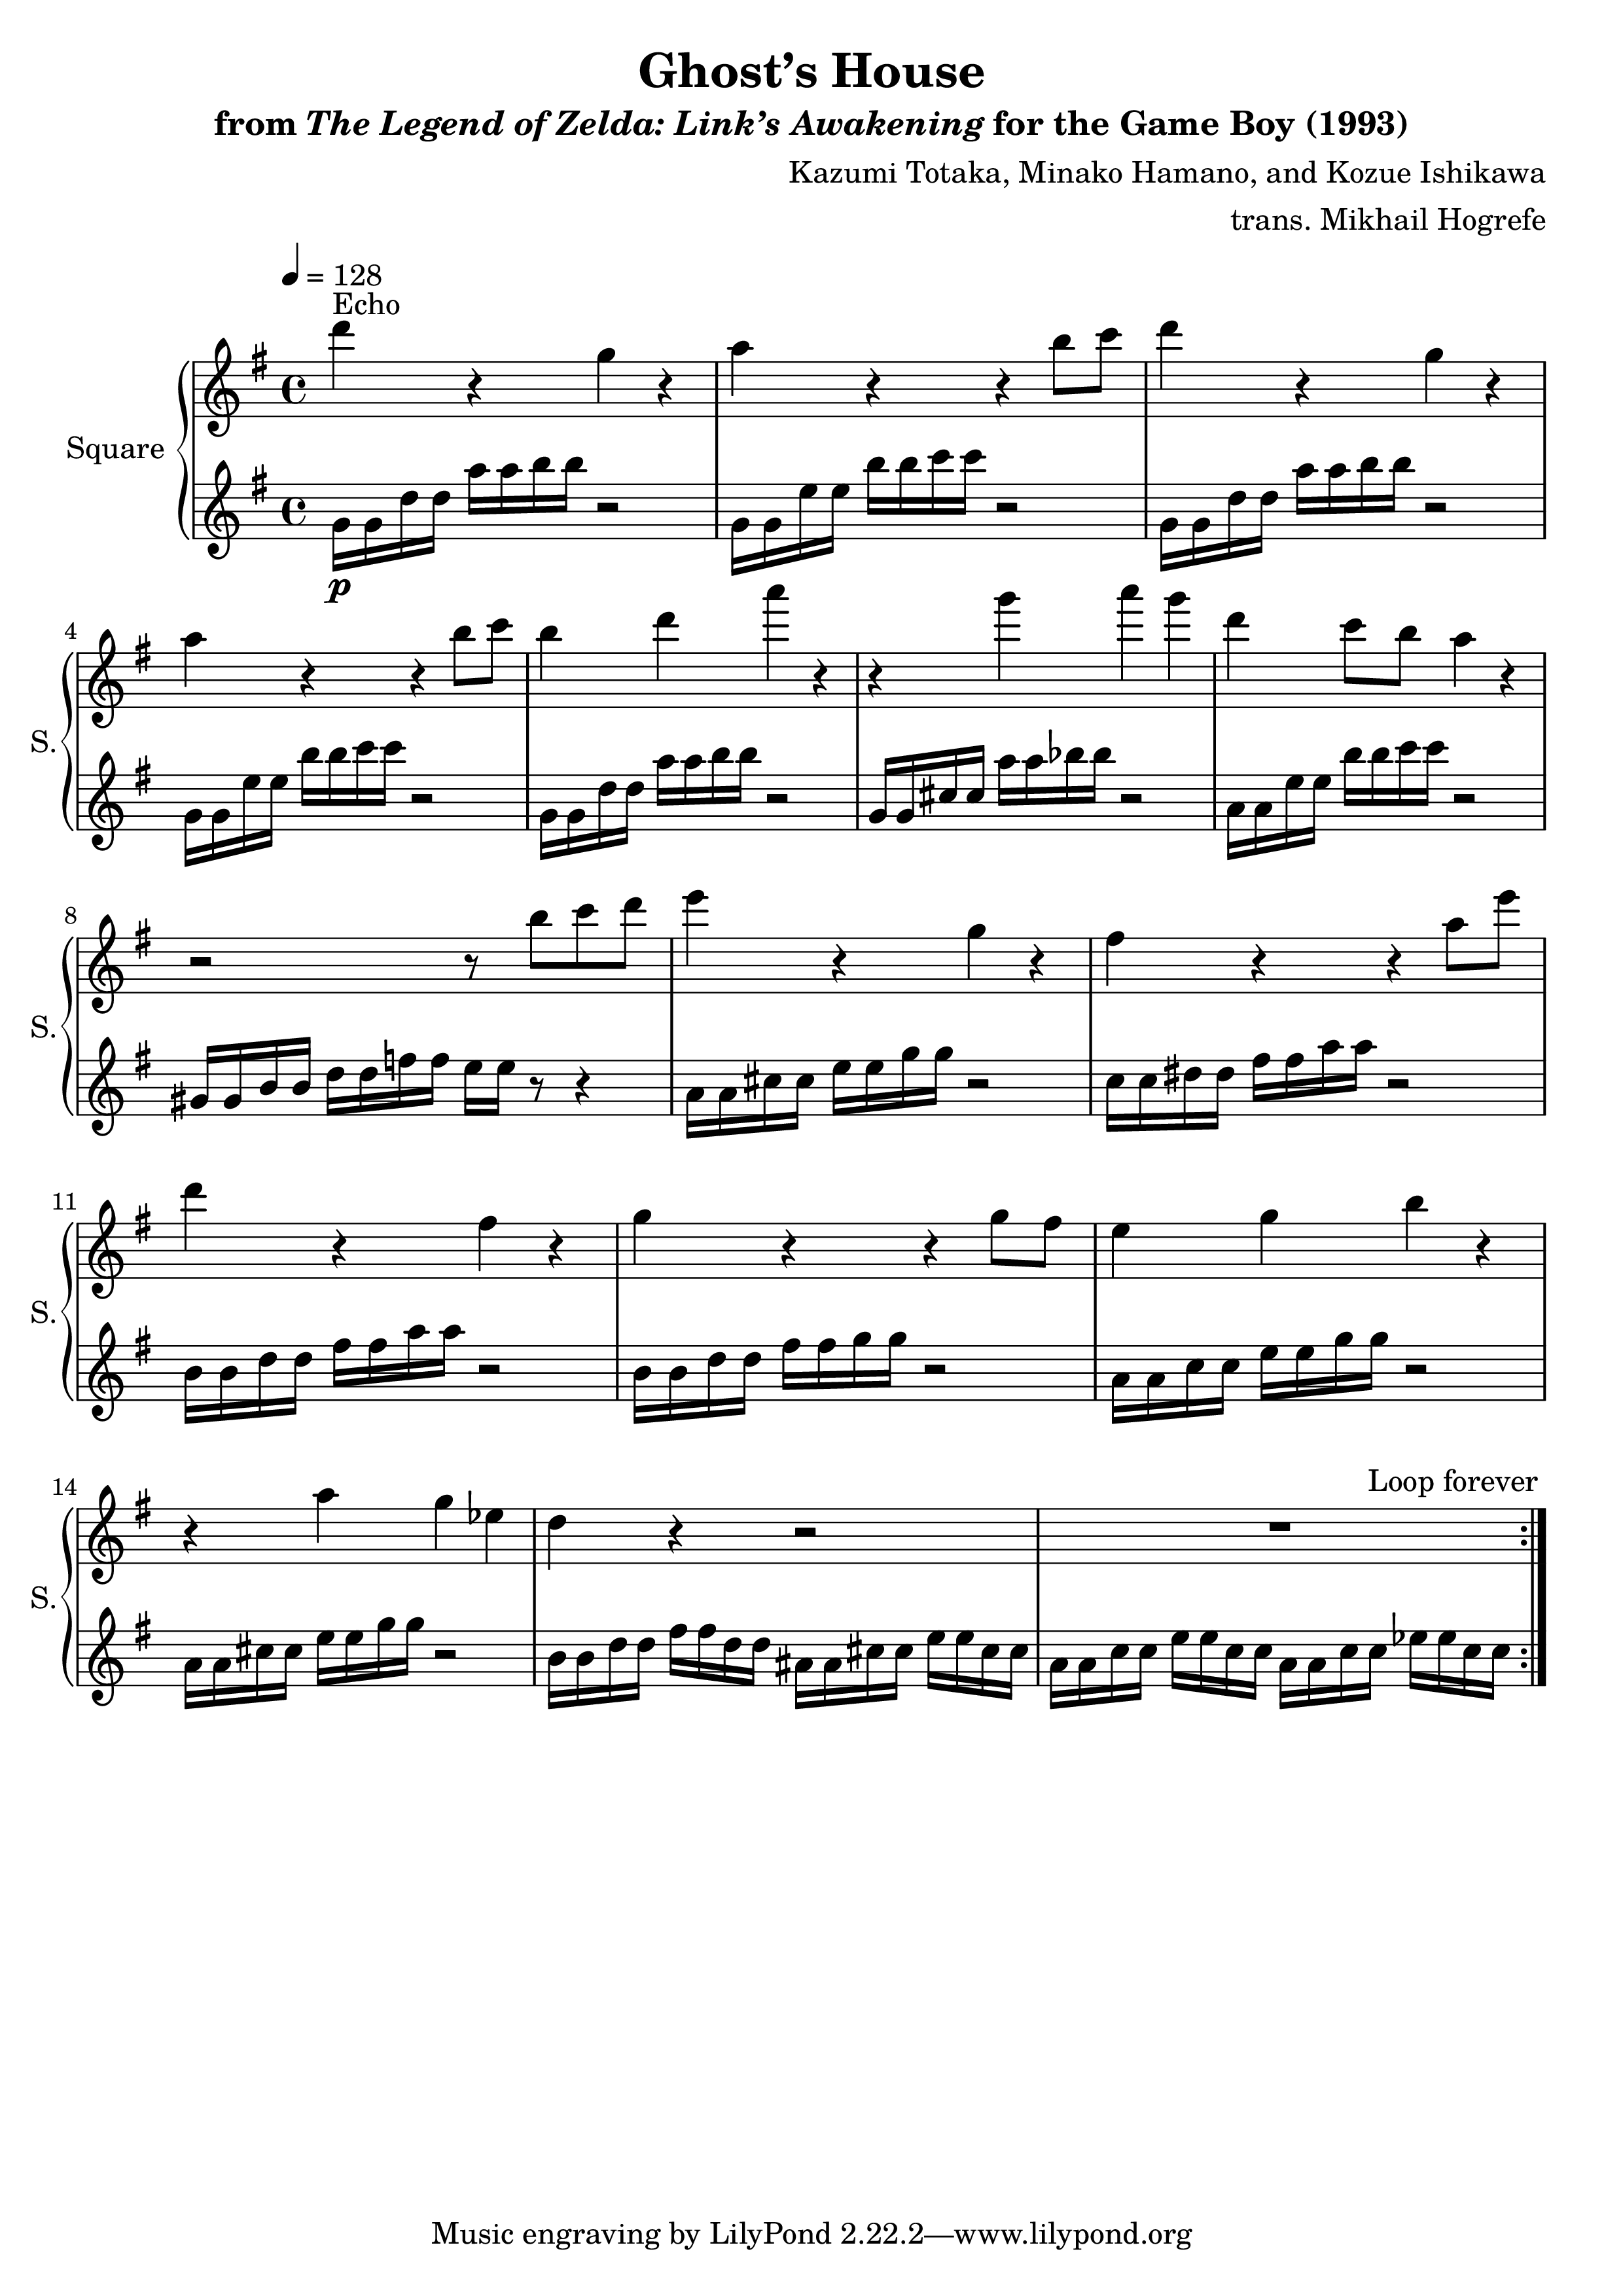 Ghost’s House
from The Legend of Zelda: Link’s Awakening for the Game Boy (1993)
Kazumi Totaka, Minako Hamano, and Kozue Ishikawa
trans. Mikhail Hogrefe
= 128
Echo
Square
p
4
S.
8
S.
11
S.
14
Loop forever
S.
Music engraving by LilyPond 2.22.2—www.lilypond.org